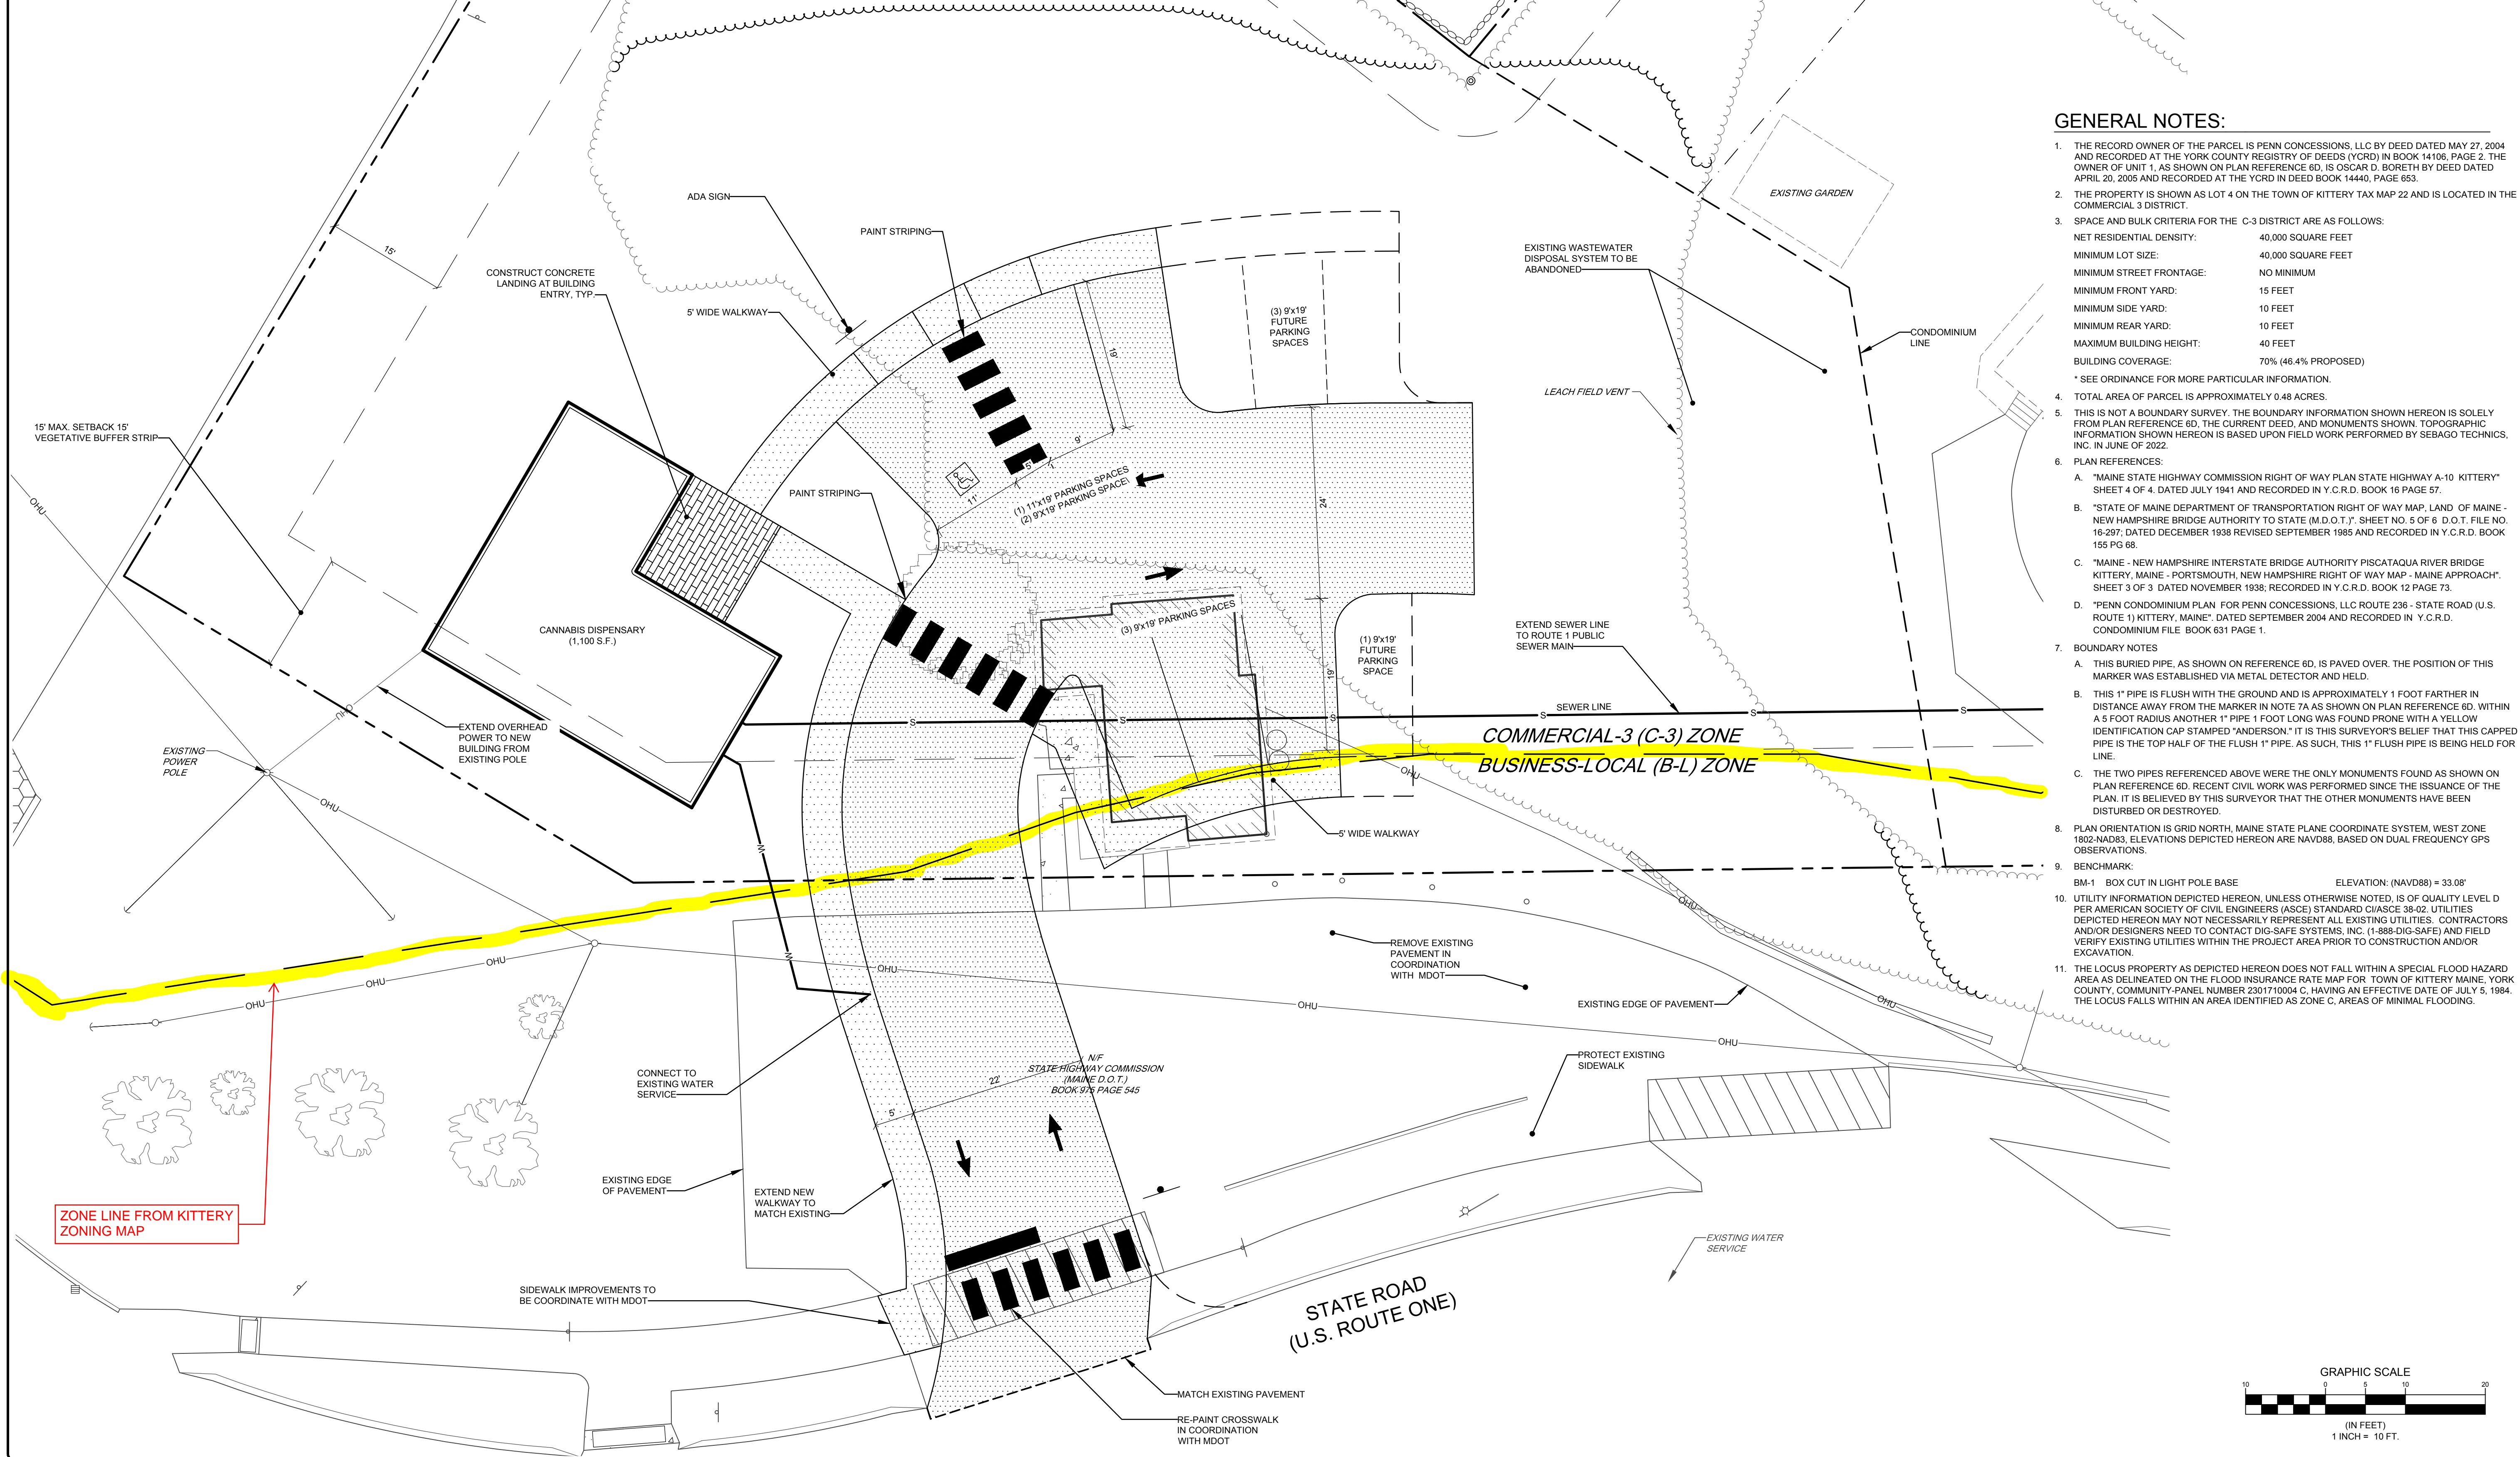 GENERAL NOTES:
1. THE RECORD OWNER OF THE PARCEL IS PENN CONCESSIONS, LLC BY DEED DATED MAY 27, 2004
AND RECORDED AT THE YORK COUNTY REGISTRY OF DEEDS (YCRD) IN BOOK 14106, PAGE 2. THE
OWNER OF UNIT 1, AS SHOWN ON PLAN REFERENCE 6D, IS OSCAR D. BORETH BY DEED DATED
APRIL 20, 2005 AND RECORDED AT THE YCRD IN DEED BOOK 14440, PAGE 653.
2. THE PROPERTY IS SHOWN AS LOT 4 ON THE TOWN OF KITTERY TAX MAP 22 AND IS LOCATED IN THE
COMMERCIAL 3 DISTRICT.
3. SPACE AND BULK CRITERIA FOR THE C-3 DISTRICT ARE AS FOLLOWS:
NET RESIDENTIAL DENSITY: 40,000 SQUARE FEET
MINIMUM LOT SIZE: 40,000 SQUARE FEET
MINIMUM STREET FRONTAGE: NO MINIMUM
MINIMUM FRONT YARD: 15 FEET
MINIMUM SIDE YARD: 10 FEET
MINIMUM REAR YARD: 10 FEET
MAXIMUM BUILDING HEIGHT: 40 FEET
BUILDING COVERAGE: 70% (46.4% PROPOSED)
* SEE ORDINANCE FOR MORE PARTICULAR INFORMATION.
4. TOTAL AREA OF PARCEL IS APPROXIMATELY 0.48 ACRES.
5. THIS IS NOT A BOUNDARY SURVEY. THE BOUNDARY INFORMATION SHOWN HEREON IS SOLELY
FROM PLAN REFERENCE 6D, THE CURRENT DEED, AND MONUMENTS SHOWN. TOPOGRAPHIC
INFORMATION SHOWN HEREON IS BASED UPON FIELD WORK PERFORMED BY SEBAGO TECHNICS,
INC. IN JUNE OF 2022.
6. PLAN REFERENCES:
A. "MAINE STATE HIGHWAY COMMISSION RIGHT OF WAY PLAN STATE HIGHWAY A-10 KITTERY"
SHEET 4 OF 4. DATED JULY 1941 AND RECORDED IN Y.C.R.D. BOOK 16 PAGE 57.
B. "STATE OF MAINE DEPARTMENT OF TRANSPORTATION RIGHT OF WAY MAP, LAND OF MAINE -
NEW HAMPSHIRE BRIDGE AUTHORITY TO STATE (M.D.O.T.)". SHEET NO. 5 OF 6 D.O.T. FILE NO.
16-297; DATED DECEMBER 1938 REVISED SEPTEMBER 1985 AND RECORDED IN Y.C.R.D. BOOK
155 PG 68.
C. "MAINE - NEW HAMPSHIRE INTERSTATE BRIDGE AUTHORITY PISCATAQUA RIVER BRIDGE
KITTERY, MAINE - PORTSMOUTH, NEW HAMPSHIRE RIGHT OF WAY MAP - MAINE APPROACH".
SHEET 3 OF 3 DATED NOVEMBER 1938; RECORDED IN Y.C.R.D. BOOK 12 PAGE 73.
D. "PENN CONDOMINIUM PLAN FOR PENN CONCESSIONS, LLC ROUTE 236 - STATE ROAD (U.S.
ROUTE 1) KITTERY, MAINE". DATED SEPTEMBER 2004 AND RECORDED IN Y.C.R.D.
CONDOMINIUM FILE BOOK 631 PAGE 1.
7. BOUNDARY NOTES
A. THIS BURIED PIPE, AS SHOWN ON REFERENCE 6D, IS PAVED OVER. THE POSITION OF THIS
MARKER WAS ESTABLISHED VIA METAL DETECTOR AND HELD.
B. THIS 1" PIPE IS FLUSH WITH THE GROUND AND IS APPROXIMATELY 1 FOOT FARTHER IN
DISTANCE AWAY FROM THE MARKER IN NOTE 7A AS SHOWN ON PLAN REFERENCE 6D. WITHIN
A 5 FOOT RADIUS ANOTHER 1" PIPE 1 FOOT LONG WAS FOUND PRONE WITH A YELLOW
IDENTIFICATION CAP STAMPED "ANDERSON." IT IS THIS SURVEYOR'S BELIEF THAT THIS CAPPED
PIPE IS THE TOP HALF OF THE FLUSH 1" PIPE. AS SUCH, THIS 1" FLUSH PIPE IS BEING HELD FOR
LINE.
C. THE TWO PIPES REFERENCED ABOVE WERE THE ONLY MONUMENTS FOUND AS SHOWN ON
PLAN REFERENCE 6D. RECENT CIVIL WORK WAS PERFORMED SINCE THE ISSUANCE OF THE
PLAN. IT IS BELIEVED BY THIS SURVEYOR THAT THE OTHER MONUMENTS HAVE BEEN
DISTURBED OR DESTROYED.
8. PLAN ORIENTATION IS GRID NORTH, MAINE STATE PLANE COORDINATE SYSTEM, WEST ZONE
1802-NAD83, ELEVATIONS DEPICTED HEREON ARE NAVD88, BASED ON DUAL FREQUENCY GPS
OBSERVATIONS.
9. BENCHMARK:
BM-1 BOX CUT IN LIGHT POLE BASE ELEVATION: (NAVD88) = 33.08'
10. UTILITY INFORMATION DEPICTED HEREON, UNLESS OTHERWISE NOTED, IS OF QUALITY LEVEL D
PER AMERICAN SOCIETY OF CIVIL ENGINEERS (ASCE) STANDARD CI/ASCE 38-02. UTILITIES
DEPICTED HEREON MAY NOT NECESSARILY REPRESENT ALL EXISTING UTILITIES. CONTRACTORS
AND/OR DESIGNERS NEED TO CONTACT DIG-SAFE SYSTEMS, INC. (1-888-DIG-SAFE) AND FIELD
VERIFY EXISTING UTILITIES WITHIN THE PROJECT AREA PRIOR TO CONSTRUCTION AND/OR
EXCAVATION.
11. THE LOCUS PROPERTY AS DEPICTED HEREON DOES NOT FALL WITHIN A SPECIAL FLOOD HAZARD
AREA AS DELINEATED ON THE FLOOD INSURANCE RATE MAP FOR TOWN OF KITTERY MAINE, YORK
COUNTY, COMMUNITY-PANEL NUMBER 2301710004 C, HAVING AN EFFECTIVE DATE OF JULY 5, 1984.
THE LOCUS FALLS WITHIN AN AREA IDENTIFIED AS ZONE C, AREAS OF MINIMAL FLOODING.
ADA SIGN
PAINT STRIPING
EXISTING GARDEN
15'
CONSTRUCT CONCRETE
LANDING AT BUILDING
ENTRY, TYP.
5' WIDE WALKWAY
(3) 9'x19'
FUTURE
PARKING
SPACES
EXISTING WASTEWATER
DISPOSAL SYSTEM TO BE
ABANDONED
CONDOMINIUM
LINE
19'
LEACH FIELD VENT
15' MAX. SETBACK 15'
VEGETATIVE BUFFER STRIP
9'
5'
11'
(1) 11'x19' PARKING SPACES
(2) 9'X19' PARKING SPACE\
PAINT STRIPING
24'
OHU
CANNABIS DISPENSARY
(1,100 S.F.)
(3) 9'x19' PARKING SPACES
(1) 9'x19'
FUTURE
PARKING
SPACE
19'
EXTEND SEWER LINE
TO ROUTE 1 PUBLIC
SEWER MAIN
SEWER LINE
S
S
S
S
S
S
OHU
EXTEND OVERHEAD
POWER TO NEW
BUILDING FROM
EXISTING POLE
EXISTING
POWER
POLE
COMMERCIAL-3 (C-3) ZONE
BUSINESS-LOCAL (B-L) ZONE
OHU
OHU
5' WIDE WALKWAY
W
W
OHU
OHU
OHU
OHU
OHU
OHU
OHU
OHU
REMOVE EXISTING
PAVEMENT IN
COORDINATION
WITH MDOT
EXISTING EDGE OF PAVEMENT
CONNECT TO
EXISTING WATER
SERVICE
N/F
STATE HIGHWAY COMMISSION
(MAINE D.O.T.)
BOOK 975 PAGE 545
22'
5'
PROTECT EXISTING
SIDEWALK
EXISTING EDGE
OF PAVEMENT
EXTEND NEW
WALKWAY TO
MATCH EXISTING
ZONE LINE FROM KITTERY
ZONING MAP
EXISTING WATER
SERVICE
SIDEWALK IMPROVEMENTS TO
BE COORDINATE WITH MDOT
STATE ROAD
(U.S. ROUTE ONE)
MATCH EXISTING PAVEMENT
RE-PAINT CROSSWALK
IN COORDINATION
WITH MDOT
GRAPHIC SCALE
10 0 5 10 20
(IN FEET)
1 INCH = 10 FT.